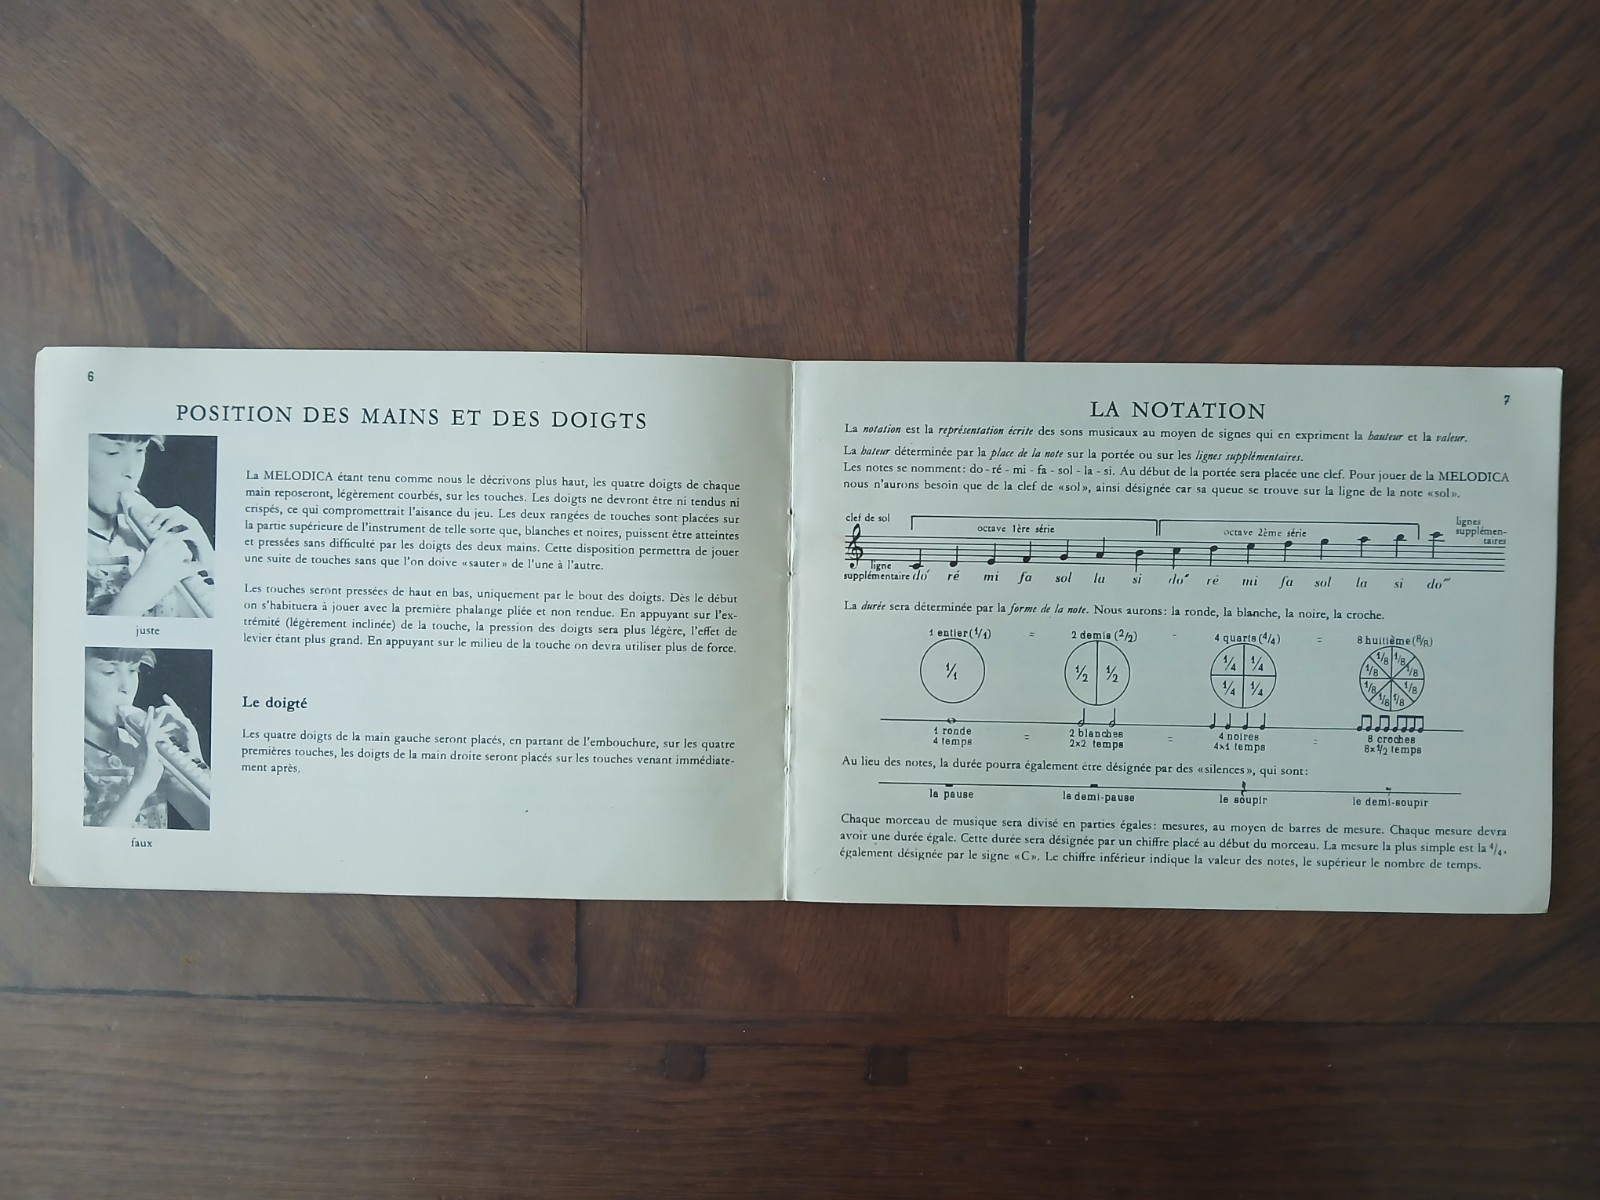 6
POSITION DES MAINS ET DES DOIGTS
La MELODICA étant tenu comme nous le décrivons plus haut, les quatre doigts de chaque
main reposeront, légèrement courbés, sur les touches. Les doigts ne devront être ni tendus ni
crispés, ce qui compromettrait l'aisance du jeu. Les deux rangées de touches sont placées sur
la partie supérieure de l'instrument de telle sorte que, blanches et noires, puissent être atteintes
et pressées sans difficulté par les doigts des deux mains. Cette disposition permettra de jouer
une suite de touches sans que l'on doive «sauter» de l'une à l'autre.
Les touches seront pressées de haut en bas, uniquement par le bout des doigts. Dès le début
on s'habituera à jouer avec la première phalange pliée et non tendue. En appuyant sur l'ex-
trémité (légèrement inclinée) de la touche, la pression des doigts sera plus légère, l'effet de
levier étant plus grand. En appuyant sur le milieu de la touche on devra utiliser plus de force.
juste
Le doigté
Les quatre doigts de la main gauche seront placés, en partant de l'embouchure, sur les quatre
premières touches, les doigts de la main droite seront placés sur les touches venant immédiate-
ment après.
faux
7
LA NOTATION
La notation est la représentation écrite des sons musicaux au moyen de signes qui en expriment la hauteur et la valeur.
La hateur déterminée par la place de la note sur la portée ou sur les lignes supplémentaires.
Les notes se nomment: do - ré - mi - fa - sol - la - si. Au début de la portée sera placée une clef. Pour jouer de la MELODICA
nous n'aurons besoin que de la clef de «sol», ainsi désignée car sa queue se trouve sur la ligne de la note «sol».
clef de sol
octave 1ère série
octave 2ème série
lignes
supplémen-
taires
ligne
supplémentaire
do' ré mi fa sol la si do" ré mi fa sol la si do"'
La durée sera déterminée par la forme de la note. Nous aurons: la ronde, la blanche, la noire, la croche.
1 entier (1/1) = 2 demis (2/2) = 4 quarts (4/4) = 8 huitième (8/8)
1/1 1/2 1/2 1/4 1/4 1/4 1/4 1/8 1/8 1/8 1/8 1/8 1/8 1/8 1/8
1 ronde = 2 blanches = 4 noires = 8 croches
4 temps 2x2 temps 4x1 temps 8x1/2 temps
Au lieu des notes, la durée pourra également être désignée par des «silences», qui sont:
la pause la demi-pause le soupir le demi-soupir
Chaque morceau de musique sera divisé en parties égales: mesures, au moyen de barres de mesure. Chaque mesure devra
avoir une durée égale. Cette durée sera désignée par un chiffre placé au début du morceau. La mesure la plus simple est la 4/4,
également désignée par le signe «C». Le chiffre inférieur indique la valeur des notes, le supérieur le nombre de temps.